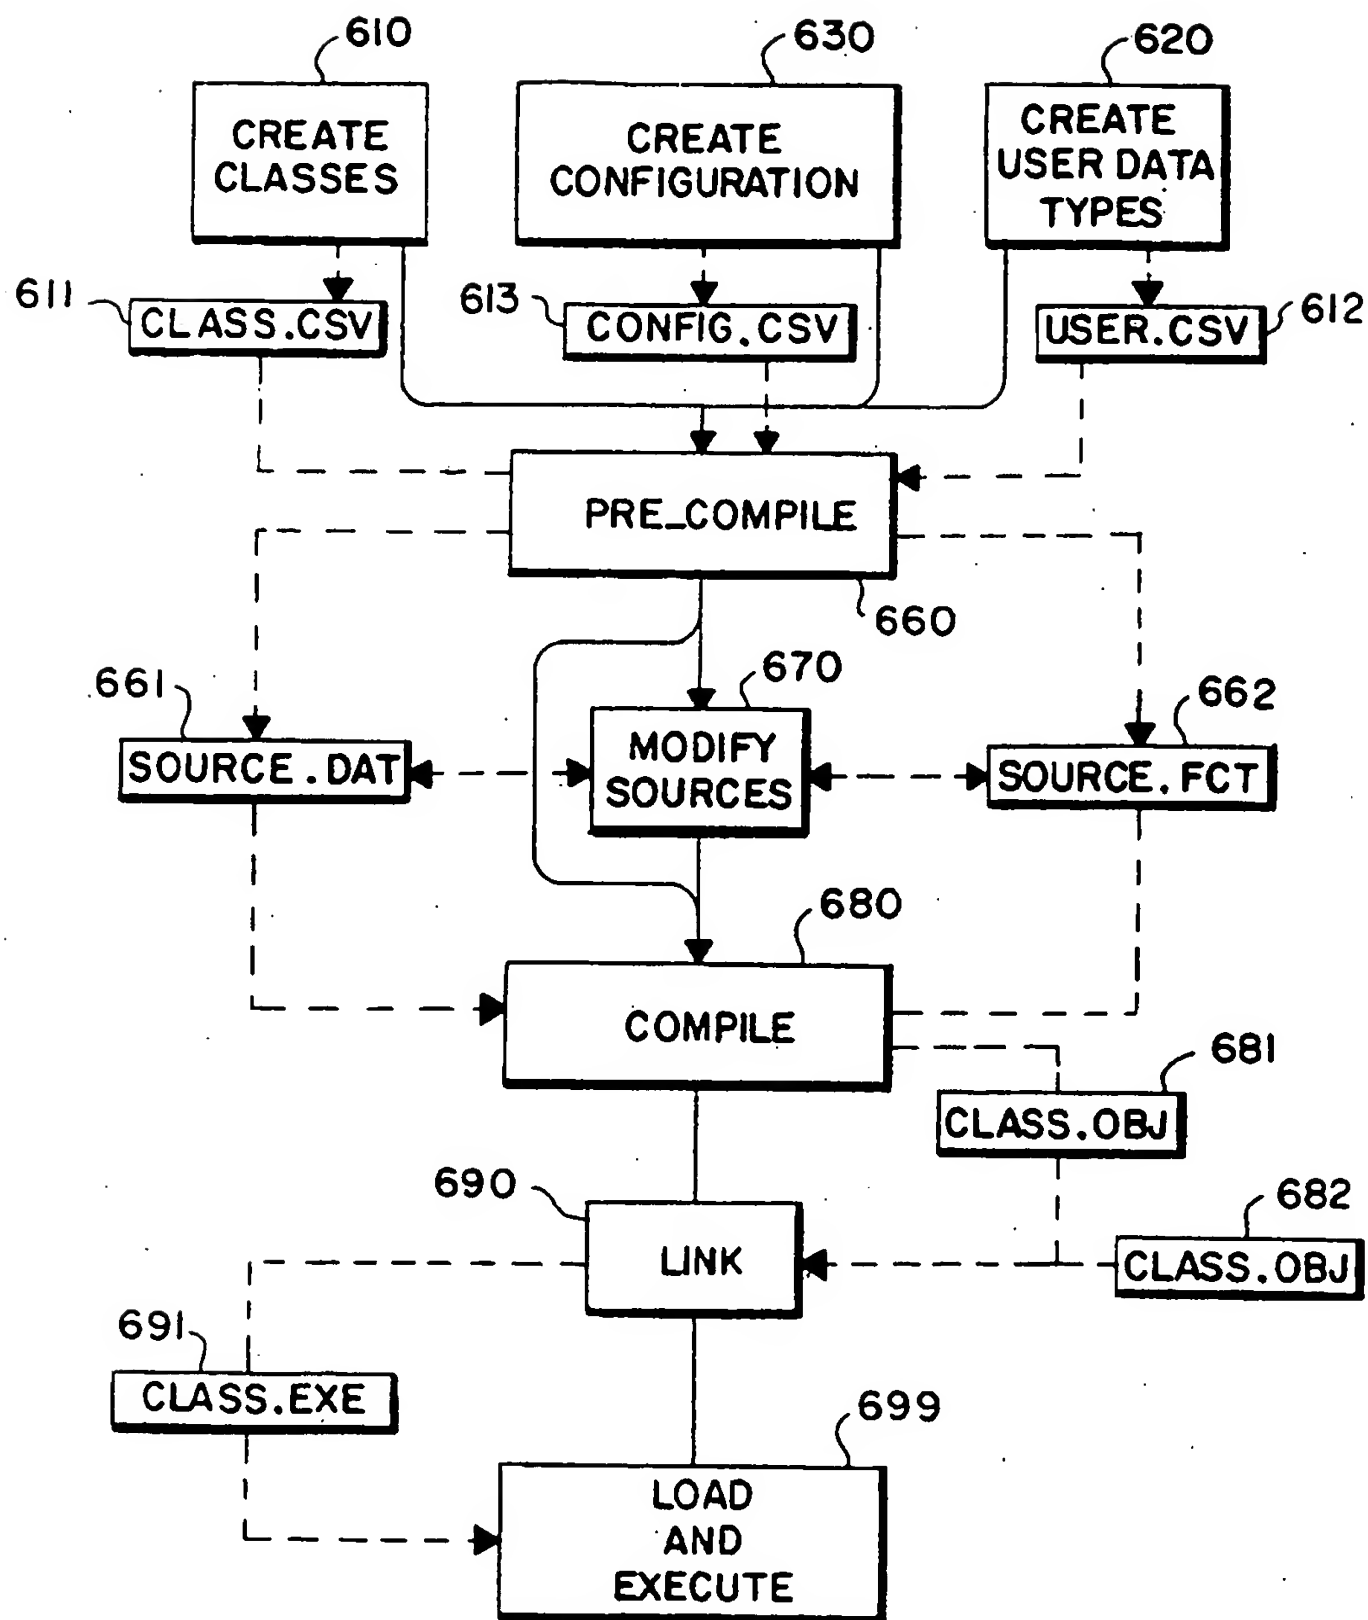 610
630
620
CREATE
CLASSES
CREATE
CONFIGURATION
CREATE
USER DATA
TYPES
611
CLASS.CSV
613
CONFIG.CSV
USER.CSV
612
PRE_COMPILE
660
661
670
662
SOURCE.DAT
MODIFY
SOURCES
SOURCE.FCT
680
COMPILE
681
CLASS.OBJ
690
682
LINK
CLASS.OBJ
691
CLASS.EXE
699
LOAD
AND
EXECUTE